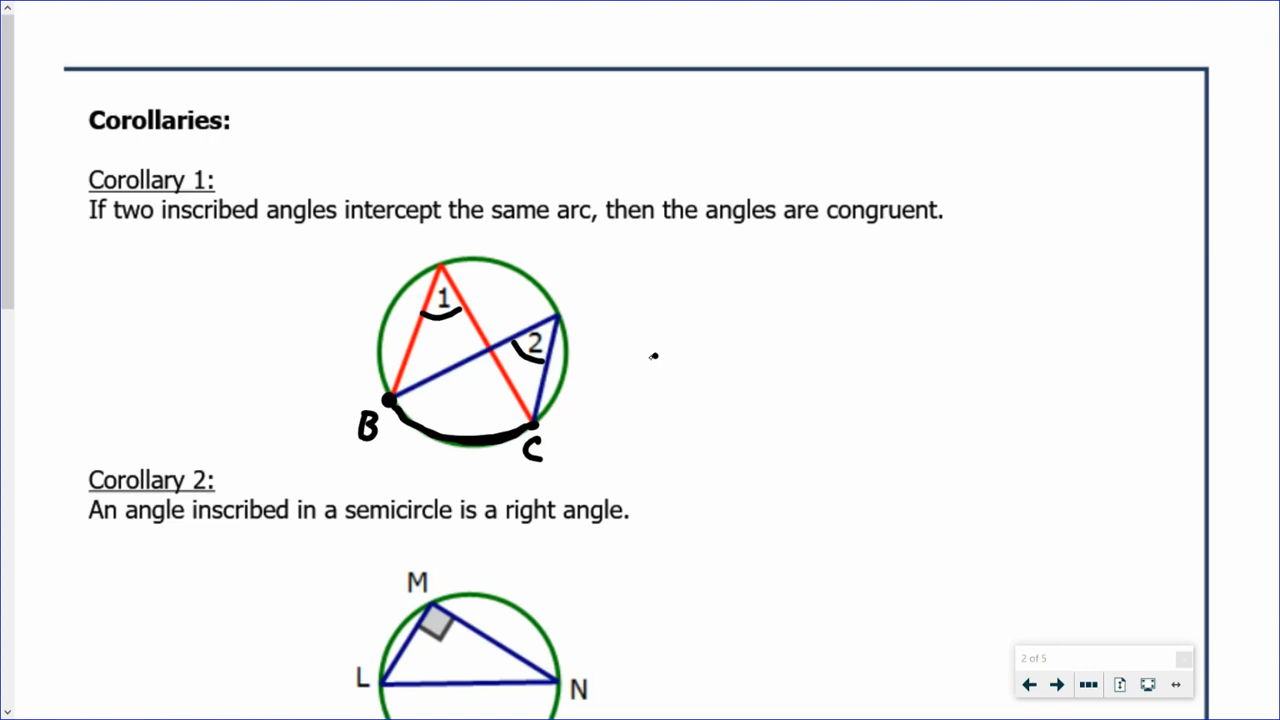 Corollaries:
Corollary 1:
If two inscribed angles intercept the same arc, then the angles are congruent.
1
2
B
C
Corollary 2:
An angle inscribed in a semicircle is a right angle.
M
L
N
2 of 5